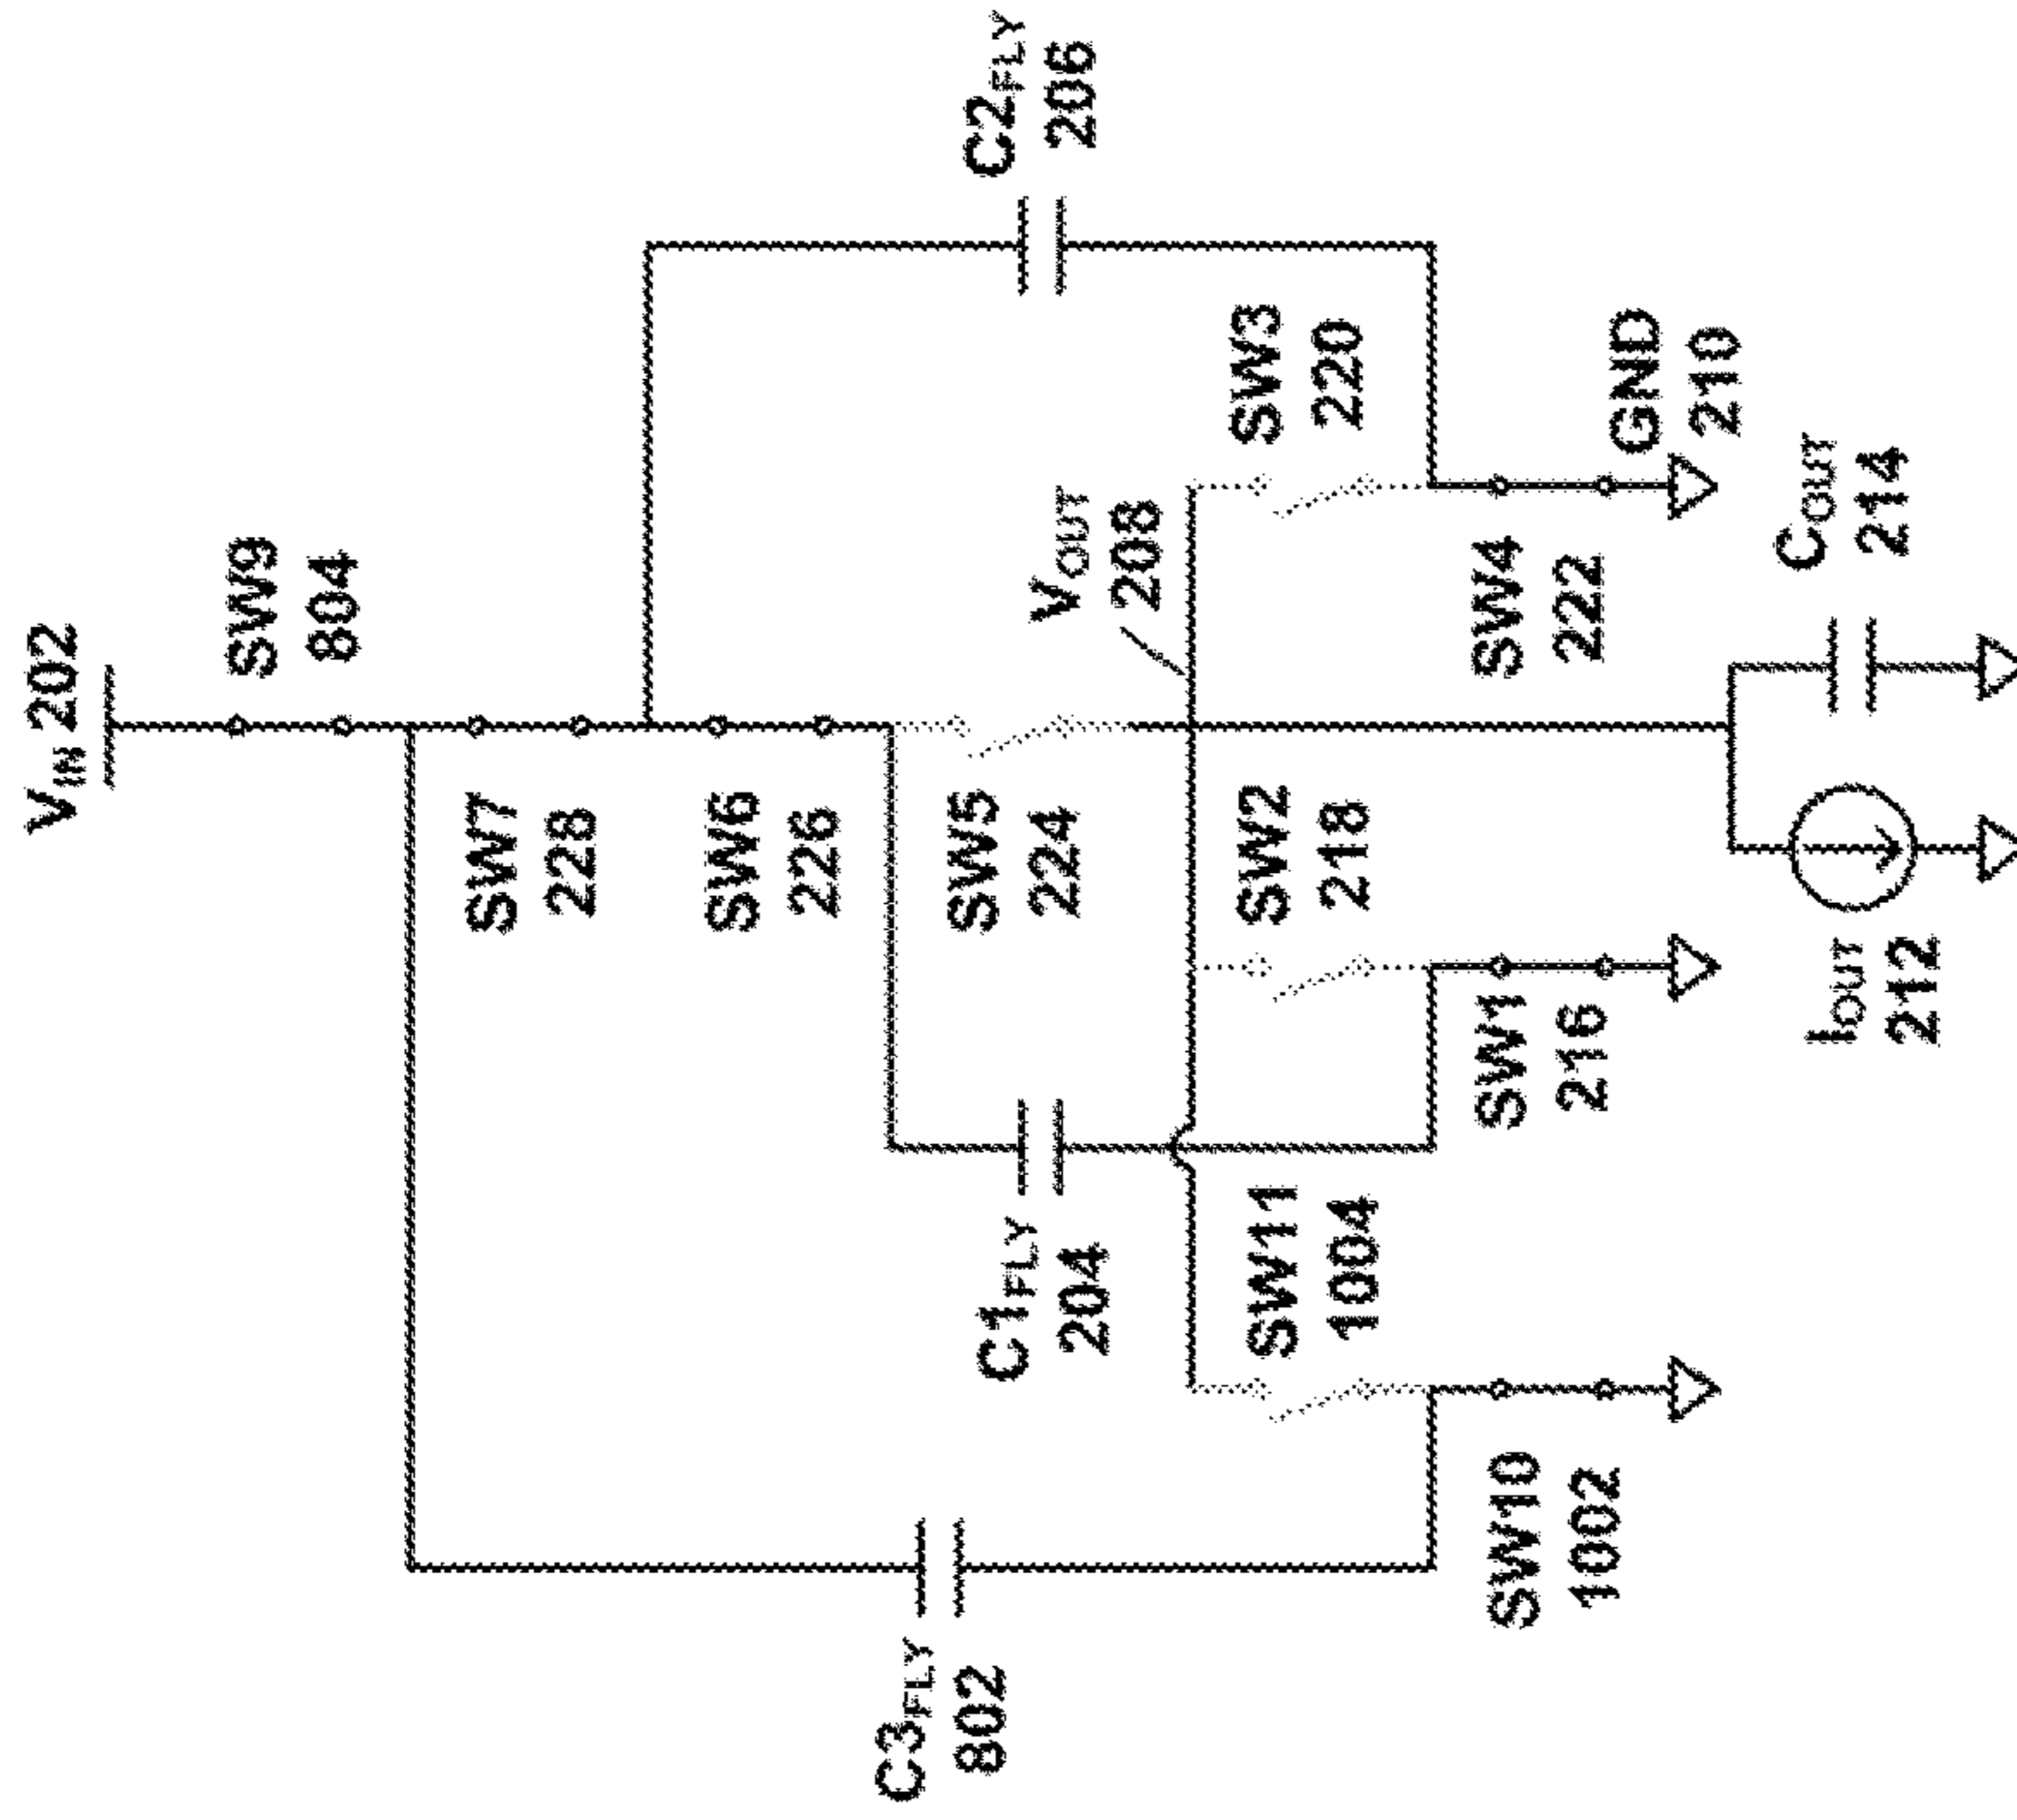 V_IN 202
SW9
804
SW7
228
SW6
226
SW5
224
C2_FLY
206
V_OUT
208
SW3
220
SW2
218
C1_FLY
204
SW11
1004
C3_FLY
802
SW4
222
GND
210
SW1
216
SW10
1002
C_OUT
214
I_OUT
212